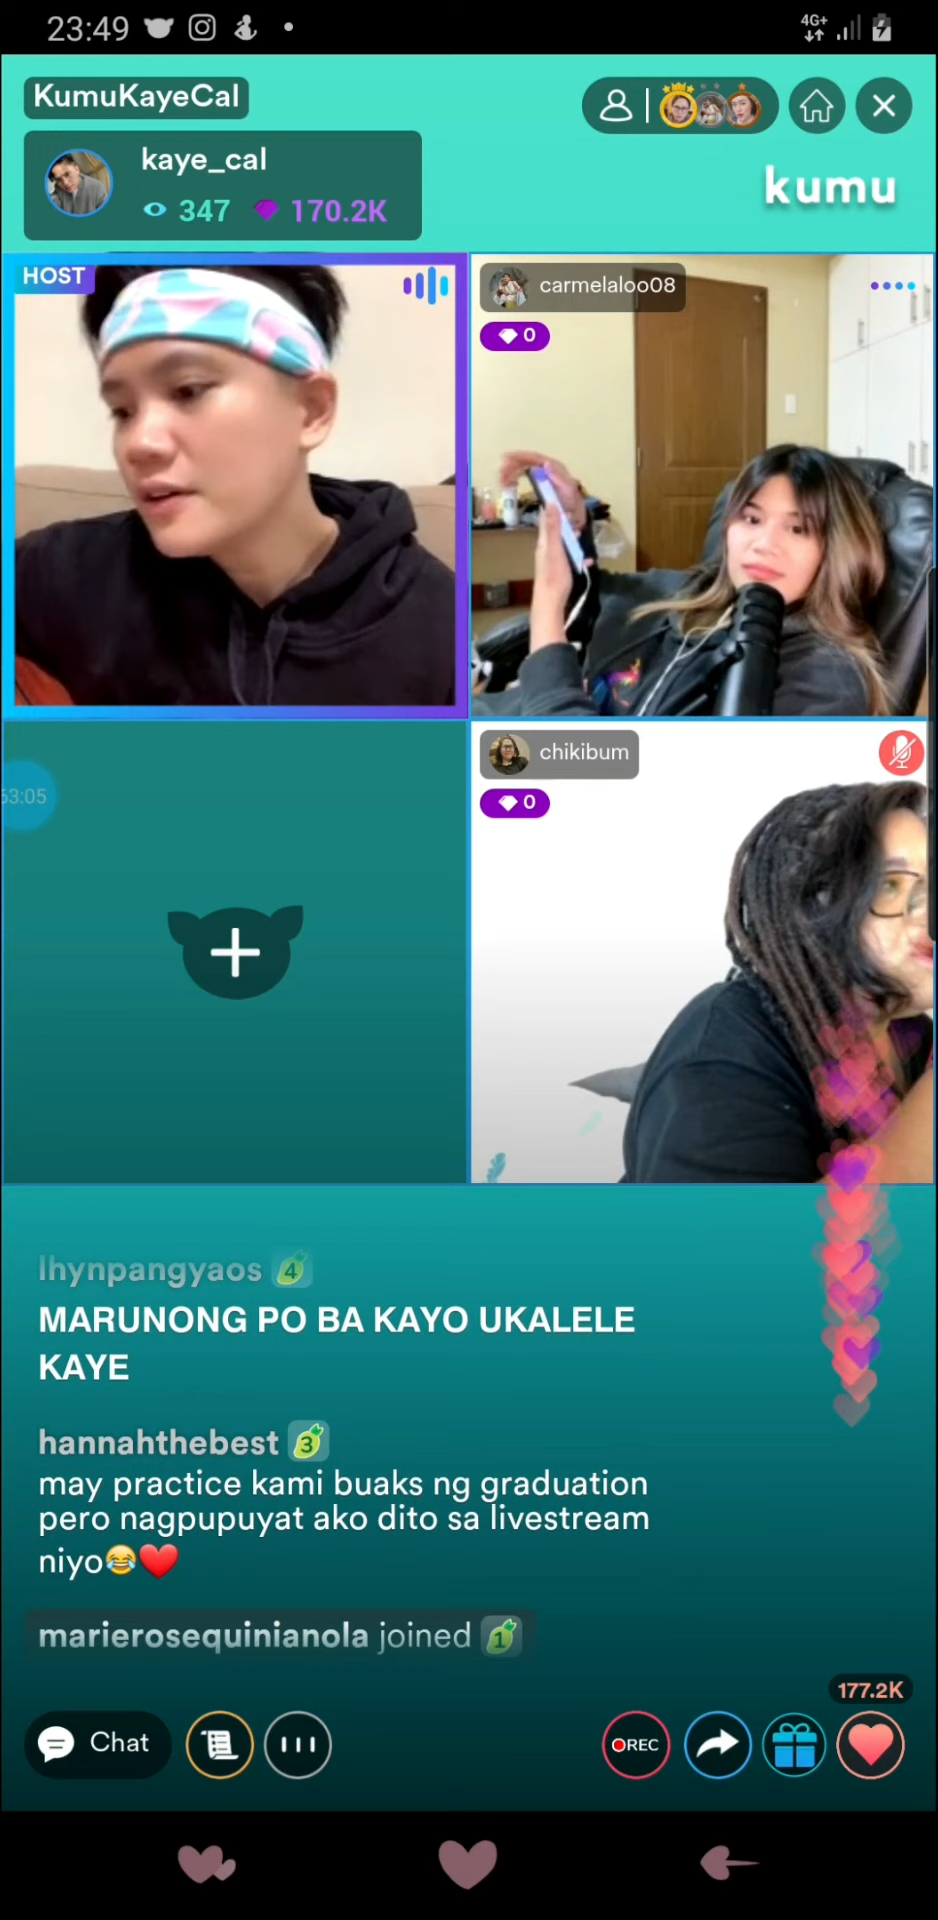 23:49
4G+
KumuKayeCal
kaye_cal
347 170.2K
kumu
HOST
carmelaloo08
0
chikibum
0
63:05
lhynpangyaos 4
MARUNONG PO BA KAYO UKALELE
KAYE
hannahthebest 3
may practice kami buaks ng graduation
pero nagpupuyat ako dito sa livestream
niyo😂❤️
marierosequinianola joined 1
177.2K
Chat
REC